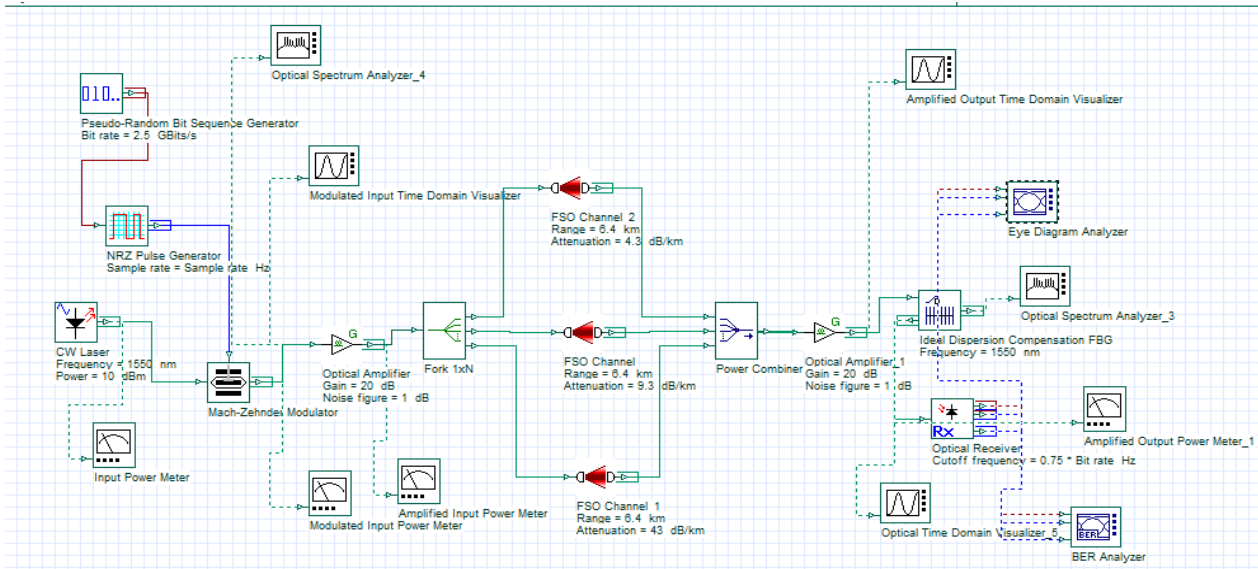 Optical Spectrum Analyzer_4
010..
Pseudo-Random Bit Sequence Generator
Bit rate = 2.5 GBits/s
Amplified Output Time Domain Visualizer
Modulated Input Time Domain Visualizer
FSO Channel 2
Range = 6.4 km
Attenuation = 4.3 dB/km
Eye Diagram Analyzer
NRZ Pulse Generator
Sample rate = Sample rate Hz
Optical Spectrum Analyzer_3
G
G
Ideal Dispersion Compensation FBG
Frequency = 1550 nm
CW Laser
Frequency = 1550 nm
Power = 10 dBm
Fork 1xN
FSO Channel
Range = 6.4 km
Attenuation = 9.3 dB/km
Power Combiner
Optical Amplifier
Gain = 20 dB
Noise figure = 1 dB
Optical Amplifier_1
Gain = 20 dB
Noise figure = 1 dB
Mach-Zehnder Modulator
Rx
Optical Receiver
Cutoff frequency = 0.75 * Bit rate Hz
Amplified Output Power Meter_1
Input Power Meter
FSO Channel 1
Range = 6.4 km
Attenuation = 43 dB/km
Amplified Input Power Meter
Modulated Input Power Meter
Optical Time Domain Visualizer_5
BER
BER Analyzer